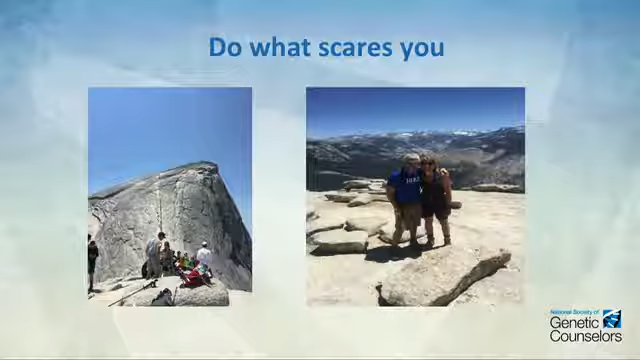 Do what scares you
National Society of
Genetic
Counselors